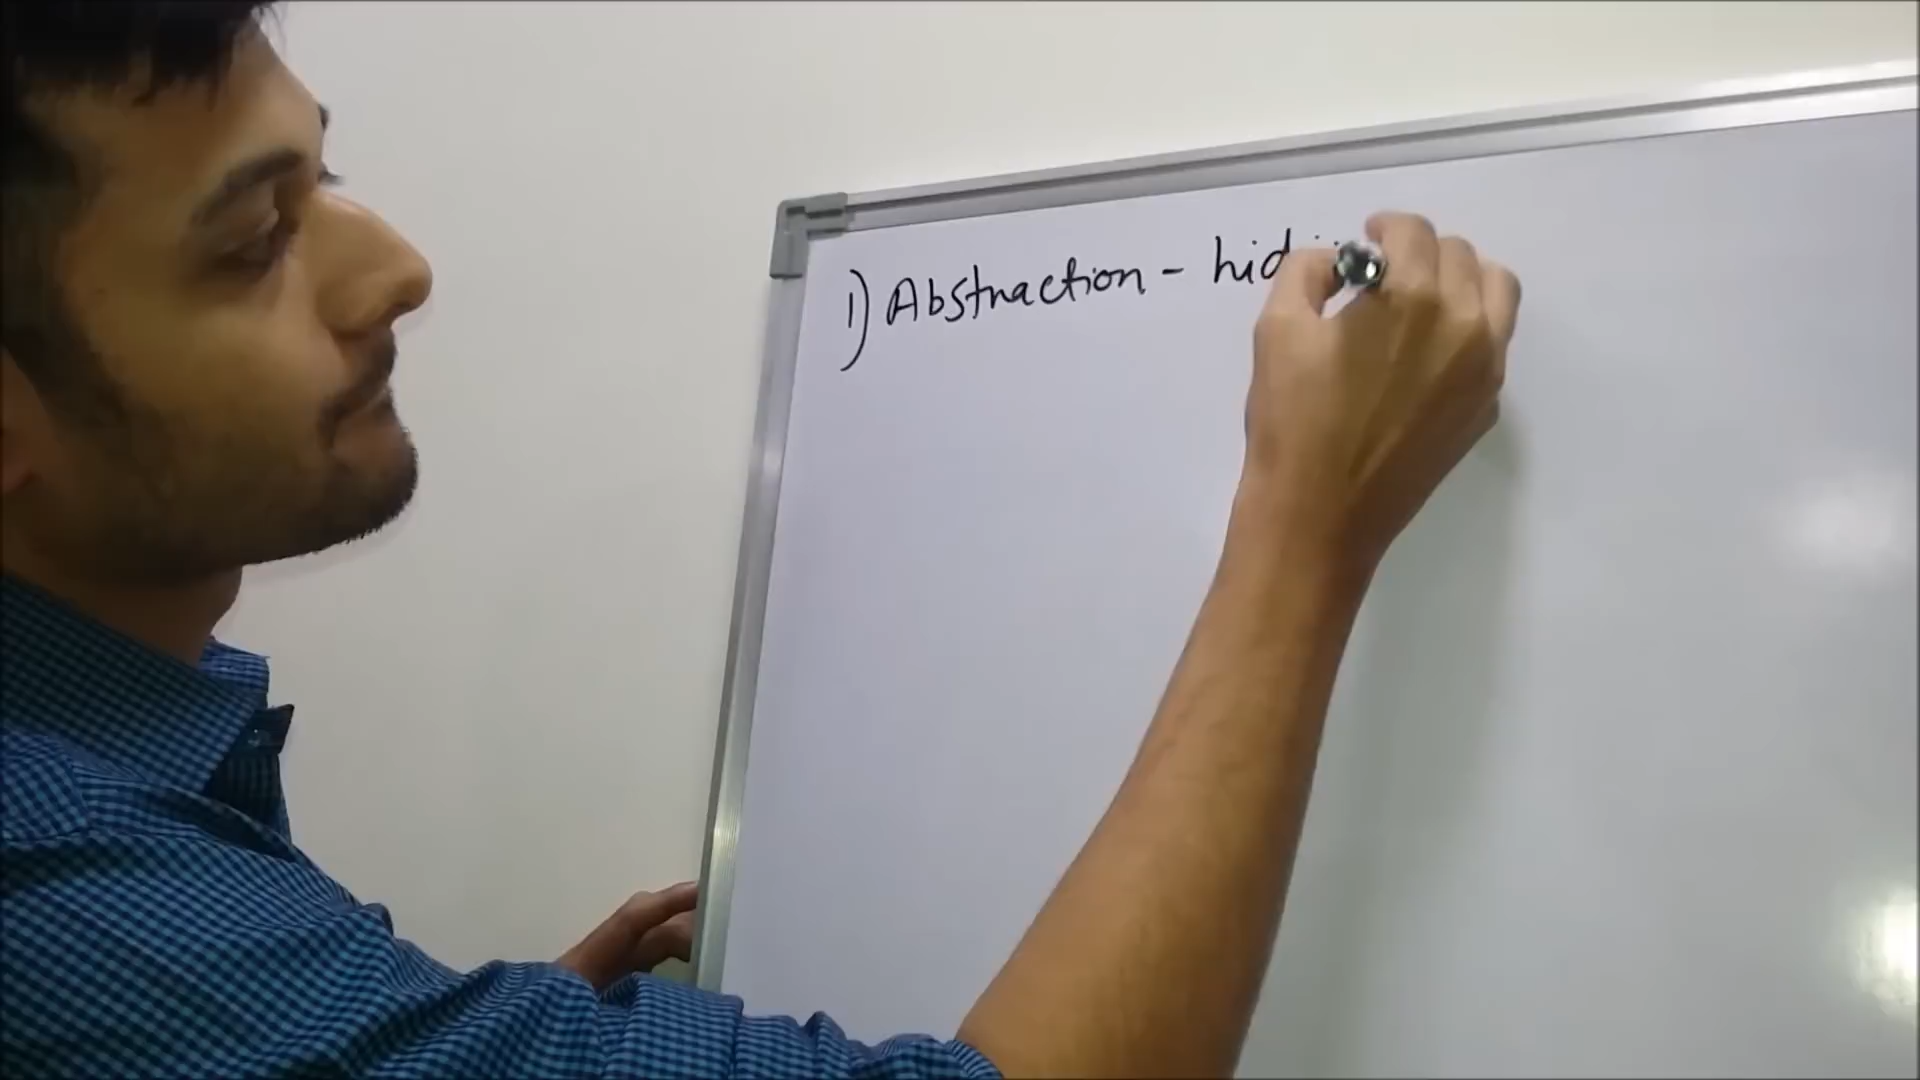 1) Abstraction - hid